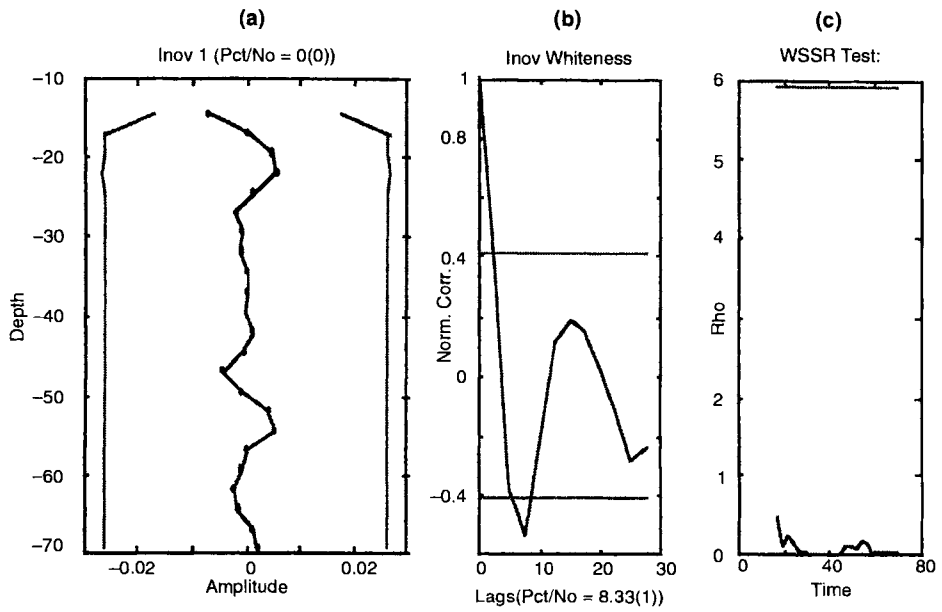 (a)
Inov 1 (Pct/No = 0(0))
−10
−20
−30
−40
−50
−60
−70
Depth
−0.02
0
0.02
Amplitude
(b)
Inov Whiteness
1
0.8
0.4
0
−0.4
Norm. Corr.
0
10
20
30
Lags(Pct/No = 8.33(1))
(c)
WSSR Test:
6
5
4
3
2
1
0
Rho
0
20
40
60
80
Time